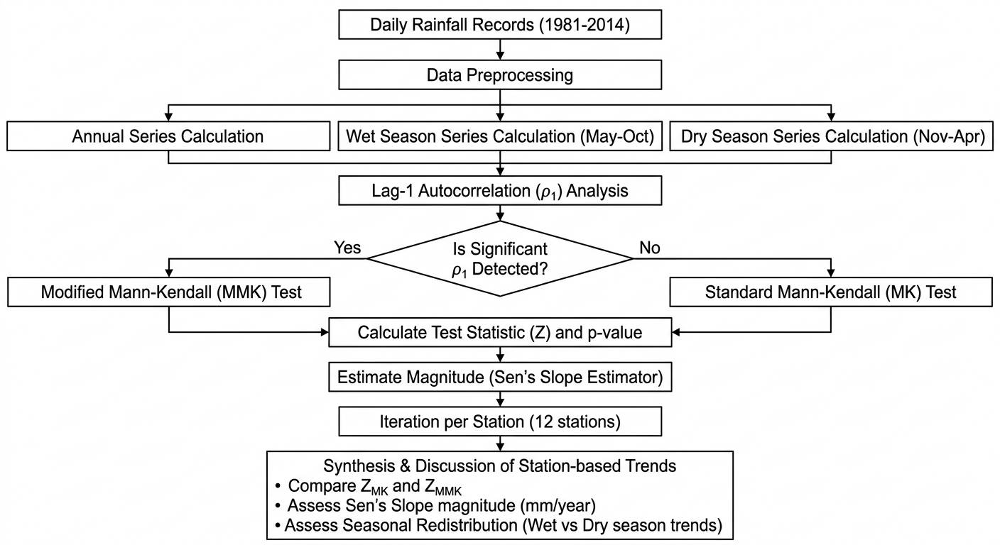 Daily Rainfall Records (1981-2014)
Data Preprocessing
Annual Series Calculation
Wet Season Series Calculation (May-Oct)
Dry Season Series Calculation (Nov-Apr)
Lag-1 Autocorrelation (ρ₁) Analysis
Is Significant
ρ₁ Detected?
Yes
No
Modified Mann-Kendall (MMK) Test
Standard Mann-Kendall (MK) Test
Calculate Test Statistic (Z) and p-value
Estimate Magnitude (Sen's Slope Estimator)
Iteration per Station (12 stations)
Synthesis & Discussion of Station-based Trends
• Compare Z_MK and Z_MMK
• Assess Sen's Slope magnitude (mm/year)
• Assess Seasonal Redistribution (Wet vs Dry season trends)